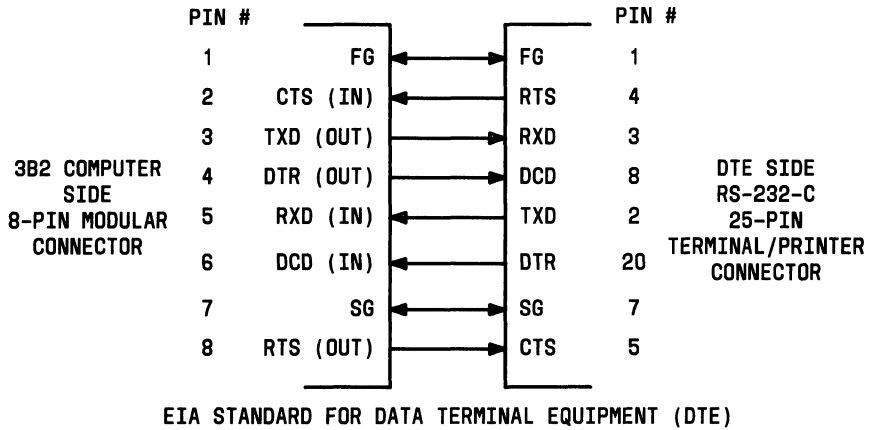 PIN # PIN #
1 FG FG 1
2 CTS (IN) RTS 4
3 TXD (OUT) RXD 3
4 DTR (OUT) DCD 8
5 RXD (IN) TXD 2
6 DCD (IN) DTR 20
7 SG SG 7
8 RTS (OUT) CTS 5
3B2 COMPUTER
SIDE
8-PIN MODULAR
CONNECTOR
DTE SIDE
RS-232-C
25-PIN
TERMINAL/PRINTER
CONNECTOR
EIA STANDARD FOR DATA TERMINAL EQUIPMENT (DTE)